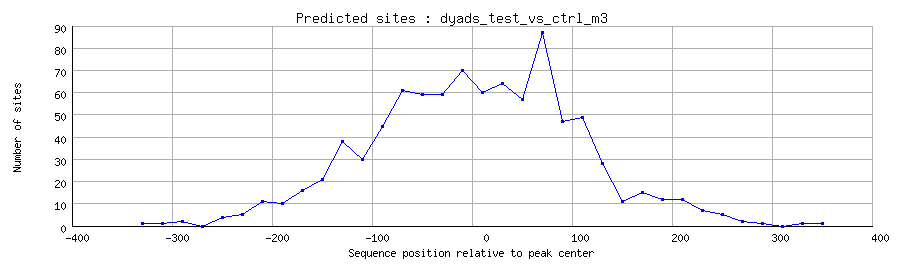 Predicted sites : dyads_test_vs_ctrl_m3
90
80
70
60
50
40
30
20
10
0
Number of sites
-400 -300 -200 -100 0 100 200 300 400
Sequence position relative to peak center